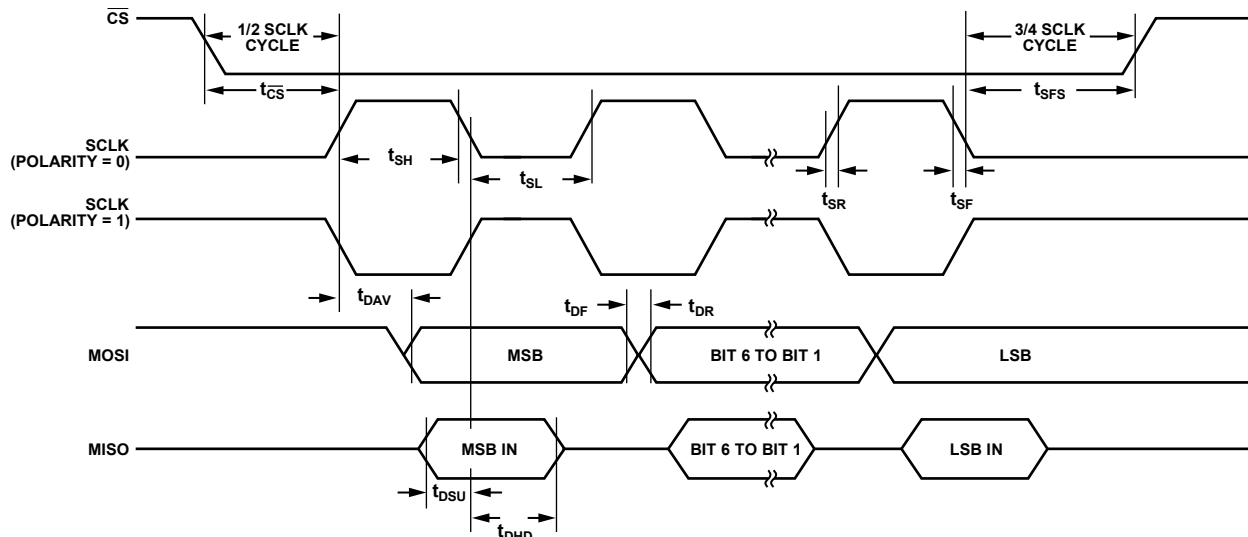 CS
1/2 SCLK
CYCLE
3/4 SCLK
CYCLE
tCS
tSFS
SCLK
(POLARITY = 0)
tSH
tSL
tSR
tSF
SCLK
(POLARITY = 1)
tDAV
tDF
tDR
MOSI
MSB
BIT 6 TO BIT 1
LSB
MISO
MSB IN
BIT 6 TO BIT 1
LSB IN
tDSU
tDHD